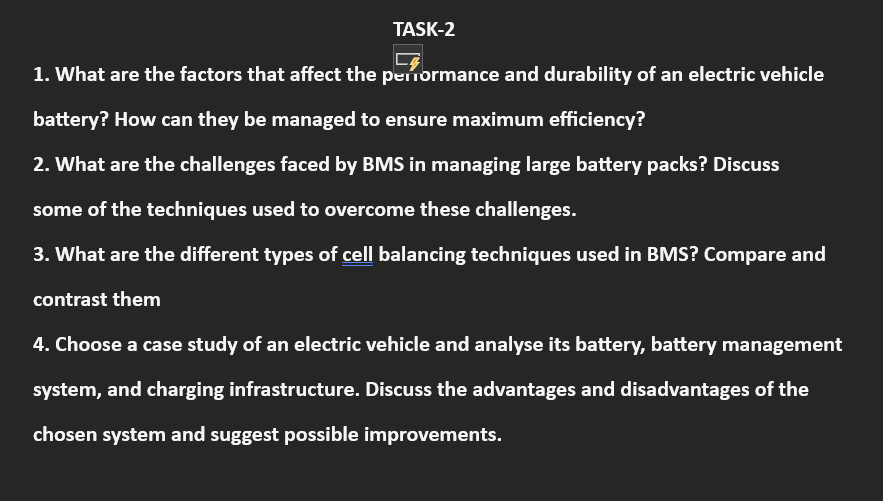 TASK-2
1. What are the factors that affect the performance and durability of an electric vehicle
battery? How can they be managed to ensure maximum efficiency?
2. What are the challenges faced by BMS in managing large battery packs? Discuss
some of the techniques used to overcome these challenges.
3. What are the different types of cell balancing techniques used in BMS? Compare and
contrast them
4. Choose a case study of an electric vehicle and analyse its battery, battery management
system, and charging infrastructure. Discuss the advantages and disadvantages of the
chosen system and suggest possible improvements.